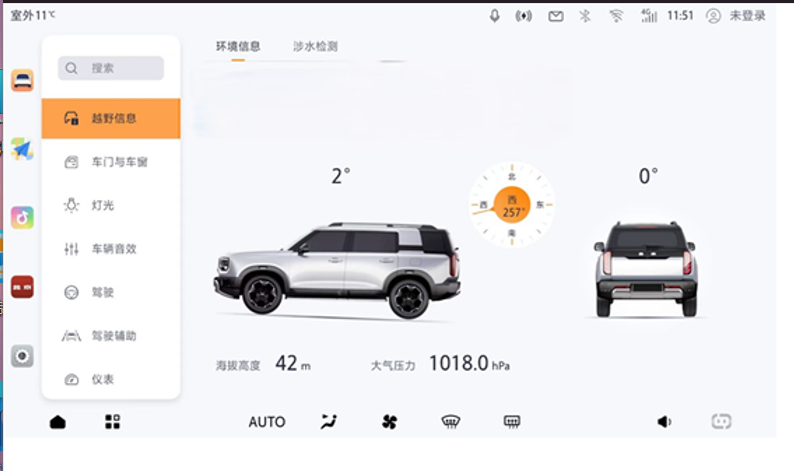 室外11℃
4G
11:51
未登录
环境信息
涉水检测
搜索
越野信息
车门与车窗
灯光
车辆音效
驾驶
驾驶辅助
仪表
2°
0°
北
西
西
257°
东
南
海拔高度 42 m
大气压力 1018.0 hPa
AUTO